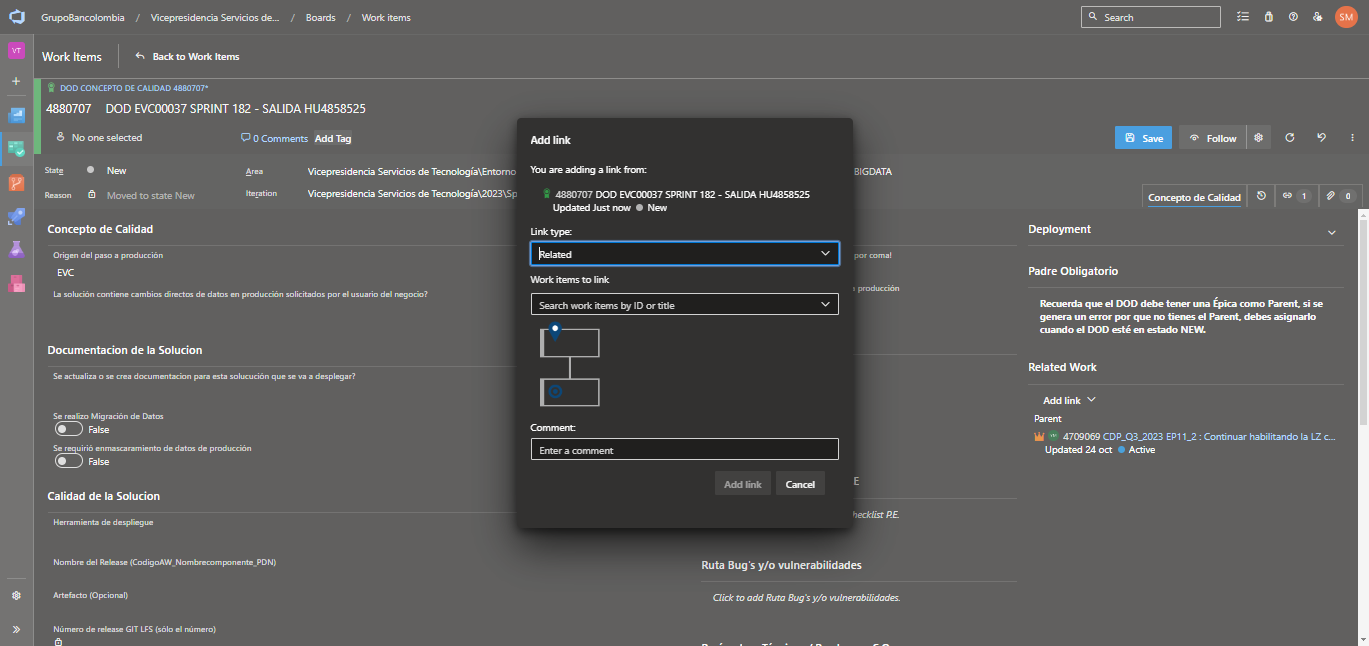 GrupoBancolombia / Vicepresidencia Servicios de... / Boards / Work items
Search
SM
VT
Work Items
Back to Work Items
DOD CONCEPTO DE CALIDAD 4880707*
4880707 DOD EVC00037 SPRINT 182 - SALIDA HU4858525
No one selected
0 Comments
Add Tag
Save
Follow
State
New
Area
Vicepresidencia Servicios de Tecnología\Entorno
BIGDATA
Reason
Moved to state New
Iteration
Vicepresidencia Servicios de Tecnología\2023\Sp
Concepto de Calidad
1
0
Concepto de Calidad
Origen del paso a producción
EVC
La solución contiene cambios directos de datos en producción solicitados por el usuario del negocio?
Documentacion de la Solucion
Se actualiza o se crea documentacion para esta solucución que se va a desplegar?
Se realizo Migración de Datos
False
Se requirió enmascaramiento de datos de producción
False
Calidad de la Solucion
Herramienta de despliegue
Nombre del Release (CodigoAW_Nombrecomponente_PDN)
Artefacto (Opcional)
Número de release GIT LFS (sólo el número)
Add link
You are adding a link from:
4880707 DOD EVC00037 SPRINT 182 - SALIDA HU4858525
Updated Just now New
Link type:
Related
Work items to link
Search work items by ID or title
Comment:
Enter a comment
Add link
Cancel
por comal
producción
E
hecklist P.E.
Ruta Bug's y/o vulnerabilidades
Click to add Ruta Bug's y/o vulnerabilidades.
Deployment
Padre Obligatorio
Recuerda que el DOD debe tener una Épica como Parent, si se
genera un error por que no tienes el Parent, debes asignarlo
cuando el DOD esté en estado NEW.
Related Work
Add link
Parent
4709069 CDP_Q3_2023 EP11_2 : Continuar habilitando la LZ c...
Updated 24 oct Active